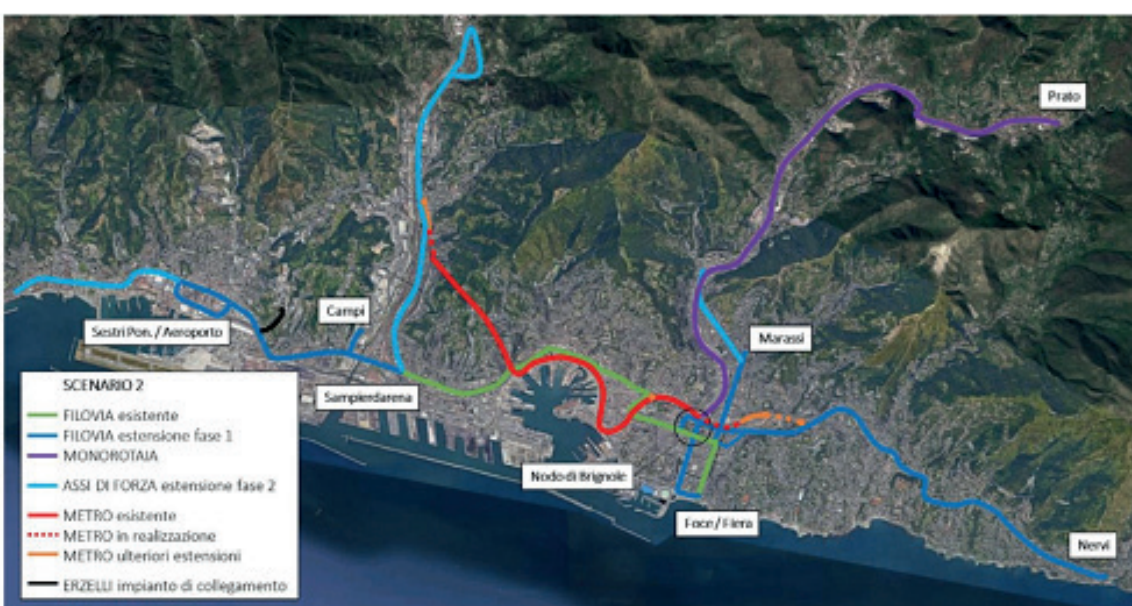 Prato
Campi
Sestri Pon. / Aeroporto
Marassi
Sampierdarena
Nodo di Brignole
Foce / Fiera
Nervi
SCENARIO 2
FILOVIA esistente
FILOVIA estensione fase 1
MONOROTAIA
ASSI DI FORZA estensione fase 2
METRO esistente
METRO in realizzazione
METRO ulteriori estensioni
ERZELLI impianto di collegamento